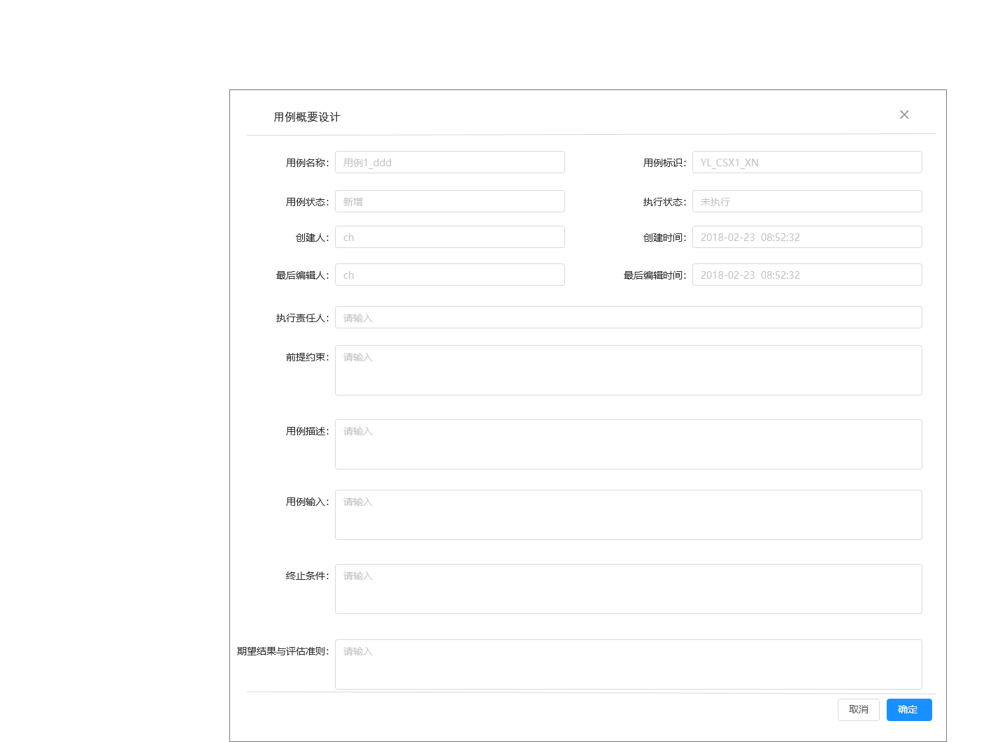 用例概要设计
用例名称： 用例1_ddd 用例标识： YL_CSX1_XN
用例状态： 新增 执行状态： 未执行
创建人： ch 创建时间： 2018-02-23 08:52:32
最后编辑人： ch 最后编辑时间： 2018-02-23 08:52:32
执行责任人： 请输入
前提约束： 请输入
用例描述： 请输入
用例输入： 请输入
终止条件： 请输入
期望结果与评估准则： 请输入
取消 确定